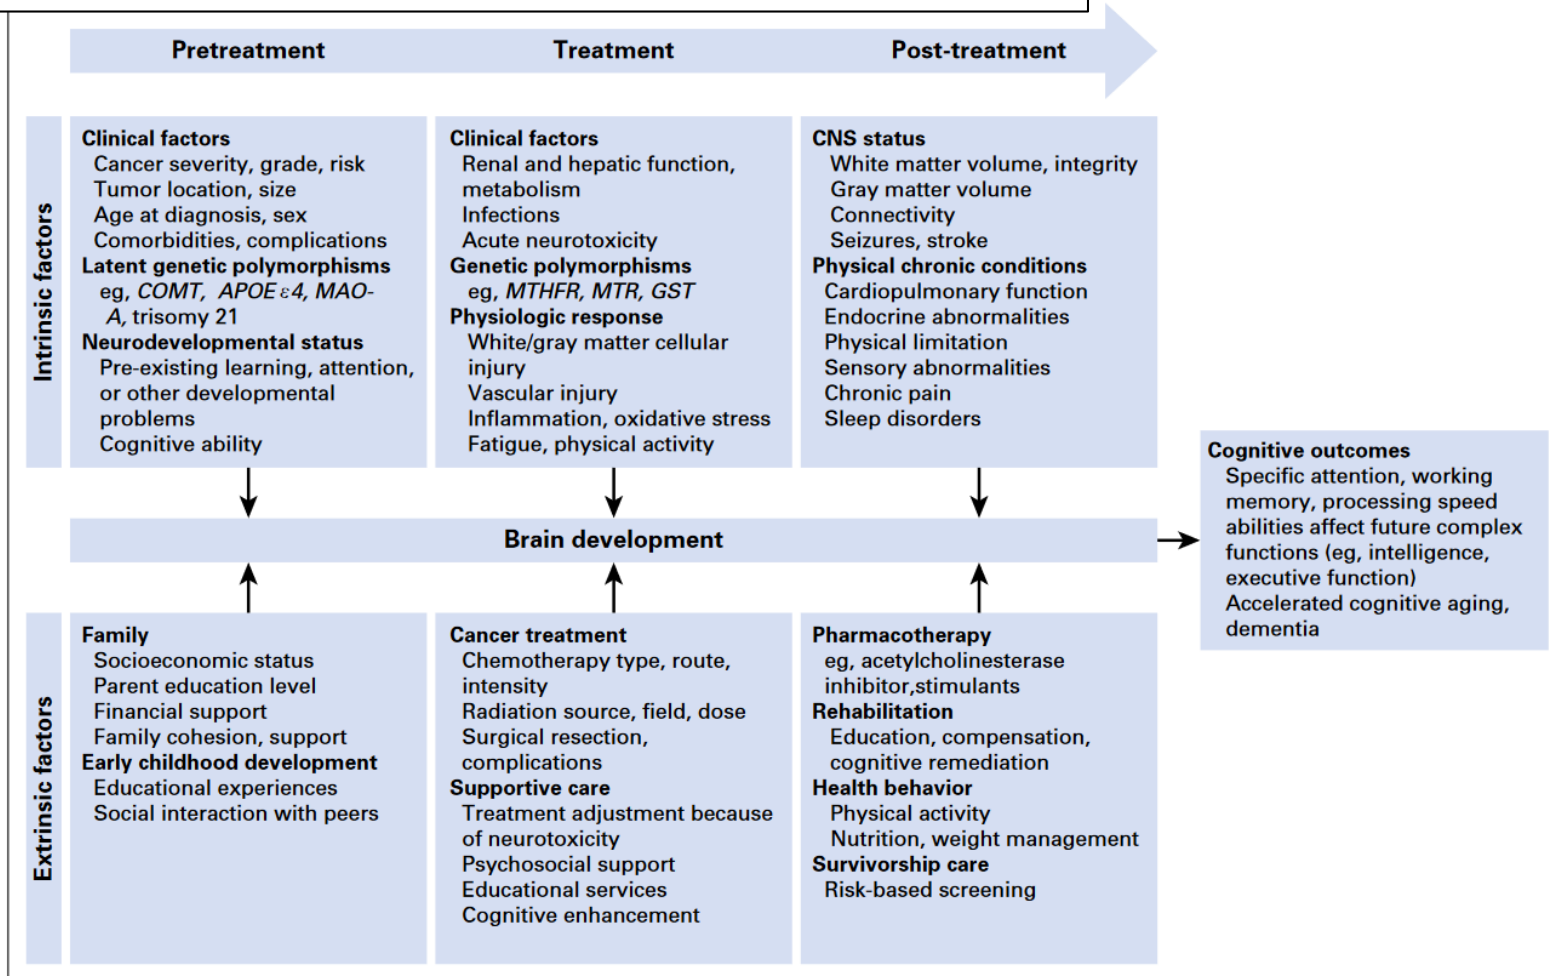 Pretreatment
Treatment
Post-treatment
Intrinsic factors
Clinical factors
Cancer severity, grade, risk
Tumor location, size
Age at diagnosis, sex
Comorbidities, complications
Latent genetic polymorphisms
eg, COMT, APOE ε4, MAO-
A, trisomy 21
Neurodevelopmental status
Pre-existing learning, attention,
or other developmental
problems
Cognitive ability
Clinical factors
Renal and hepatic function,
metabolism
Infections
Acute neurotoxicity
Genetic polymorphisms
eg, MTHFR, MTR, GST
Physiologic response
White/gray matter cellular
injury
Vascular injury
Inflammation, oxidative stress
Fatigue, physical activity
CNS status
White matter volume, integrity
Gray matter volume
Connectivity
Seizures, stroke
Physical chronic conditions
Cardiopulmonary function
Endocrine abnormalities
Physical limitation
Sensory abnormalities
Chronic pain
Sleep disorders
Brain development
Cognitive outcomes
Specific attention, working
memory, processing speed
abilities affect future complex
functions (eg, intelligence,
executive function)
Accelerated cognitive aging,
dementia
Extrinsic factors
Family
Socioeconomic status
Parent education level
Financial support
Family cohesion, support
Early childhood development
Educational experiences
Social interaction with peers
Cancer treatment
Chemotherapy type, route,
intensity
Radiation source, field, dose
Surgical resection,
complications
Supportive care
Treatment adjustment because
of neurotoxicity
Psychosocial support
Educational services
Cognitive enhancement
Pharmacotherapy
eg, acetylcholinesterase
inhibitor,stimulants
Rehabilitation
Education, compensation,
cognitive remediation
Health behavior
Physical activity
Nutrition, weight management
Survivorship care
Risk-based screening